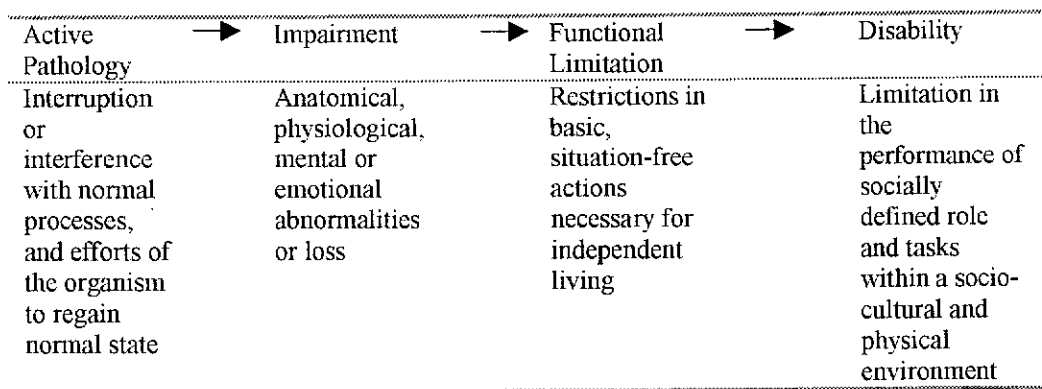 Active Pathology → Impairment → Functional Limitation → Disability
Interruption
or
interference
with normal
processes,
and efforts of
the organism
to regain
normal state
Anatomical,
physiological,
mental or
emotional
abnormalities
or loss
Restrictions in
basic,
situation-free
actions
necessary for
independent
living
Limitation in
the
performance of
socially
defined role
and tasks
within a socio-
cultural and
physical
environment